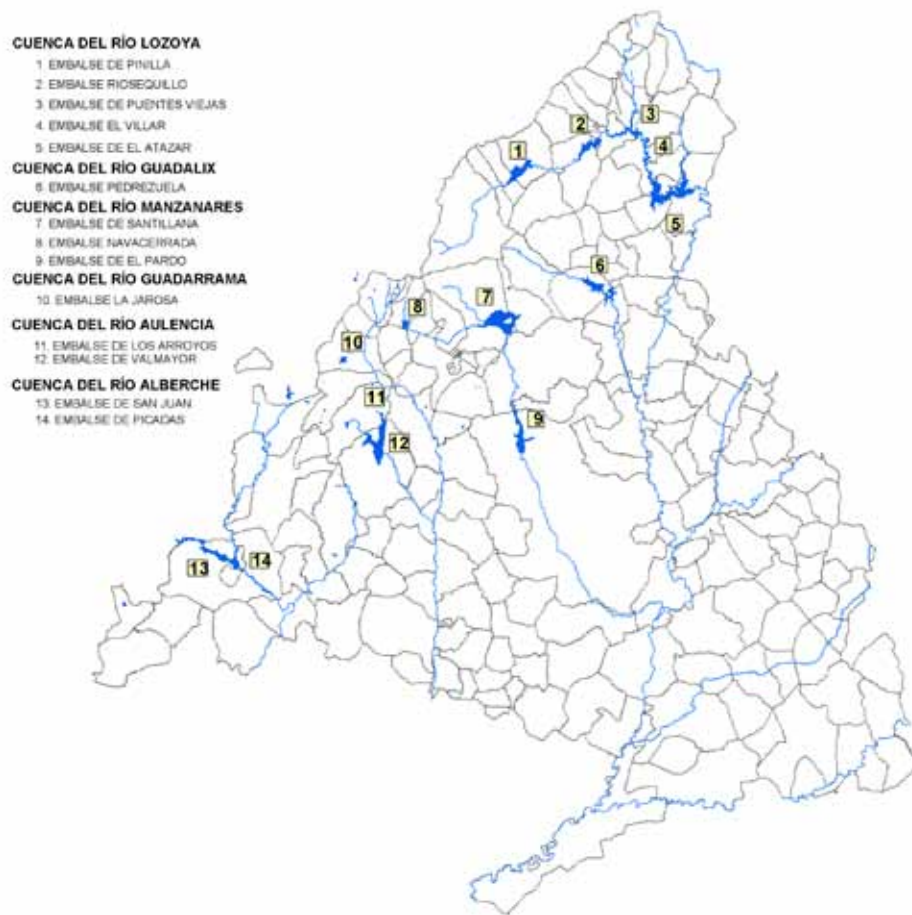 CUENCA DEL RÍO LOZOYA
1 EMBALSE DE PINILLA
2 EMBALSE RIOSEQUILLO
3 EMBALSE DE PUENTES VIEJAS
4 EMBALSE EL VILLAR
5 EMBALSE DE EL ATAZAR
CUENCA DEL RÍO GUADALIX
6 EMBALSE PEDREZUELA
CUENCA DEL RÍO MANZANARES
7. EMBALSE DE SANTILLANA
8 EMBALSE NAVACERRADA
9 EMBALSE DE EL PARDO
CUENCA DEL RÍO GUADARRAMA
10. EMBALSE LA JAROSA
CUENCA DEL RÍO AULENCIA
11. EMBALSE DE LOS ARROYOS
12. EMBALSE DE VALMAYOR
CUENCA DEL RÍO ALBERCHE
13. EMBALSE DE SAN JUAN
14. EMBALSE DE PICADAS
3
2
1
4
5
6
7
8
10
11
9
12
13
14